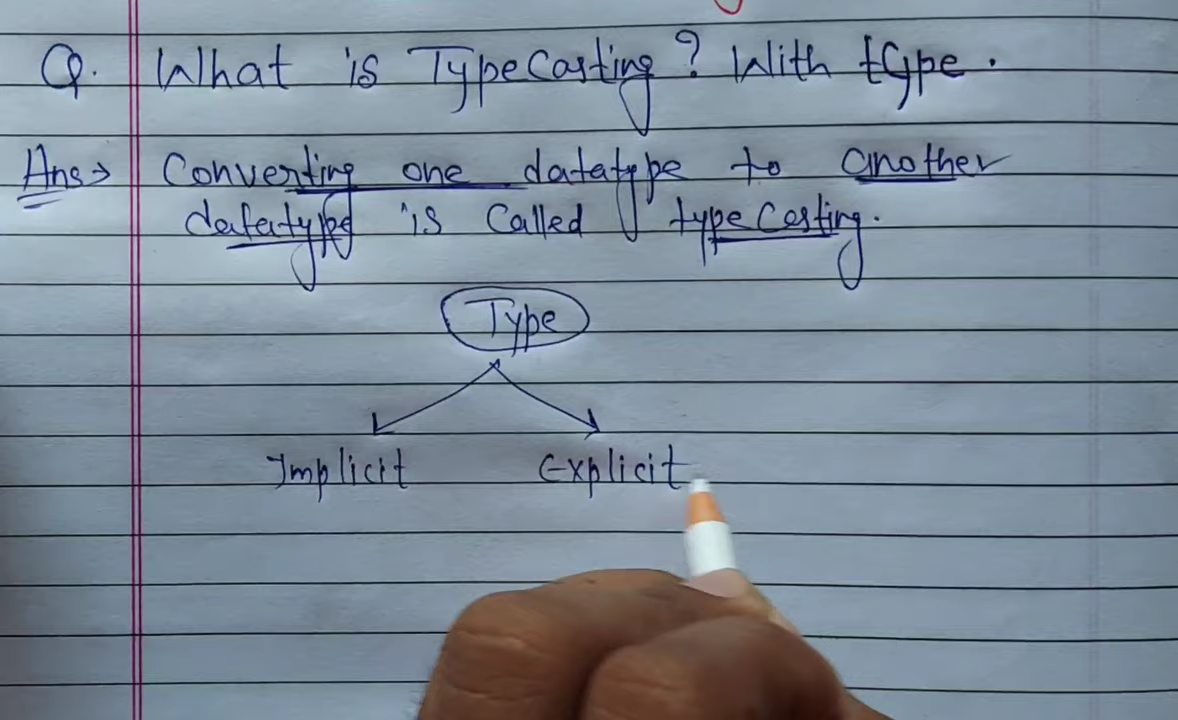 Q. What is TypeCasting? With type.
Ans→ Converting one datatype to another
datatype is Called typeCasting.
Type
Implicit Explicit